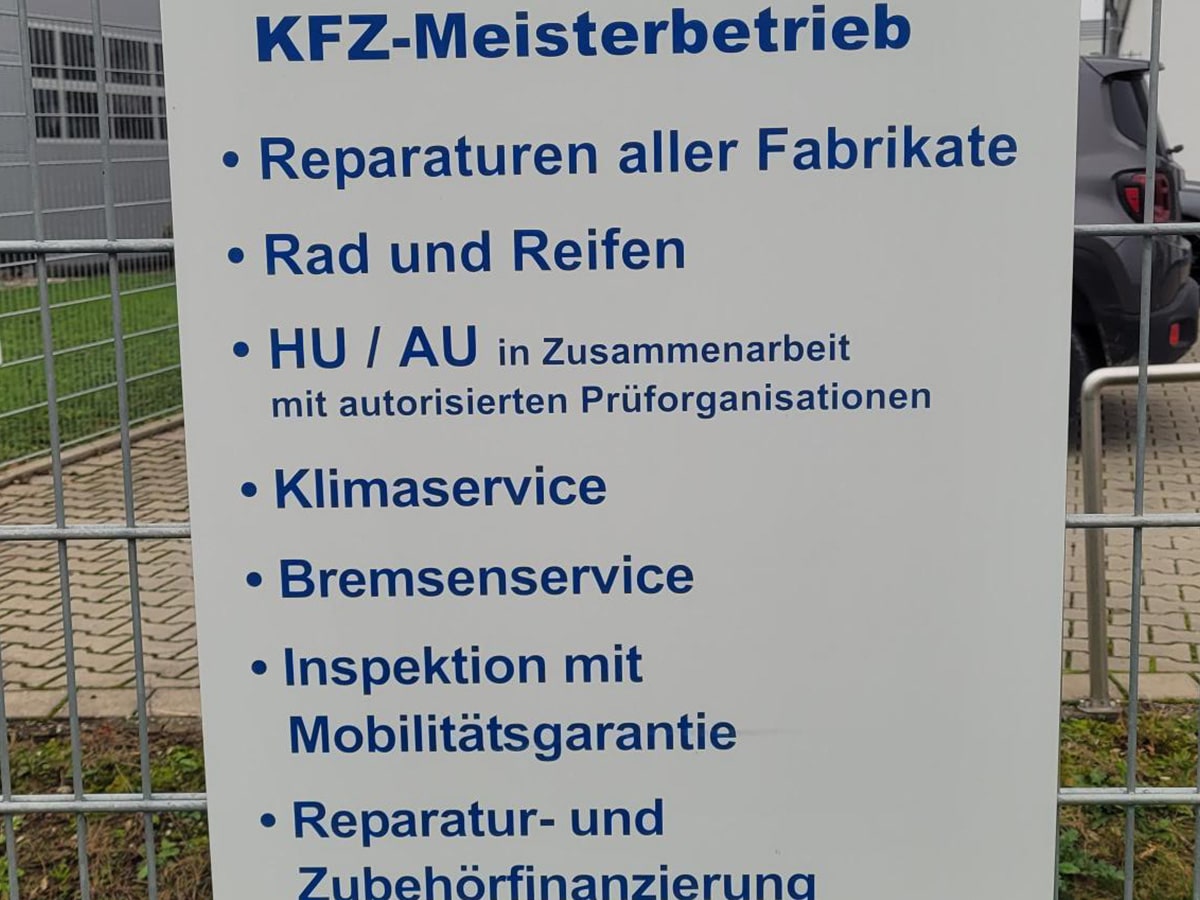 KFZ-Meisterbetrieb
• Reparaturen aller Fabrikate
• Rad und Reifen
• HU / AU in Zusammenarbeit
mit autorisierten Prüforganisationen
• Klimaservice
• Bremsenservice
• Inspektion mit
Mobilitätsgarantie
• Reparatur- und
Zubehörfinanzierung